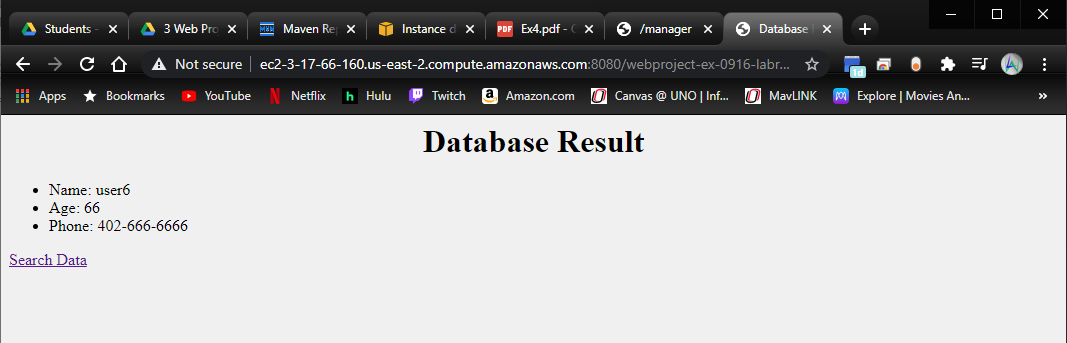 Students -
3 Web Pro
Maven Rep
Instance d
Ex4.pdf - G
/manager
Database
Not secure | ec2-3-17-66-160.us-east-2.compute.amazonaws.com:8080/webproject-ex-0916-labr...
1d
Apps
Bookmarks
YouTube
Netflix
Hulu
Twitch
Amazon.com
Canvas @ UNO | Inf...
MavLINK
Explore | Movies An...
»
Database Result
• Name: user6
• Age: 66
• Phone: 402-666-6666
Search Data